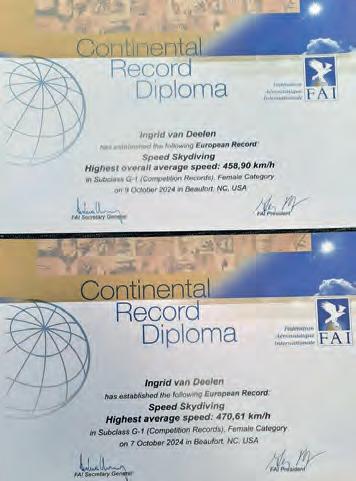 Continental
Record
Diploma
Fédération
Aéronautique
Internationale
FAI
Ingrid van Deelen
has established the following European Record:
Speed Skydiving
Highest overall average speed: 458,90 km/h
in Subclass G-1 (Competition Records), Female Category
on 9 October 2024 in Beaufort, NC, USA
FAI Secretary General
FAI President
Continental
Record
Diploma
Fédération
Aéronautique
Internationale
FAI
Ingrid van Deelen
has established the following European Record:
Speed Skydiving
Highest average speed: 470,61 km/h
in Subclass G-1 (Competition Records), Female Category
on 7 October 2024 in Beaufort, NC, USA
FAI Secretary General
FAI President